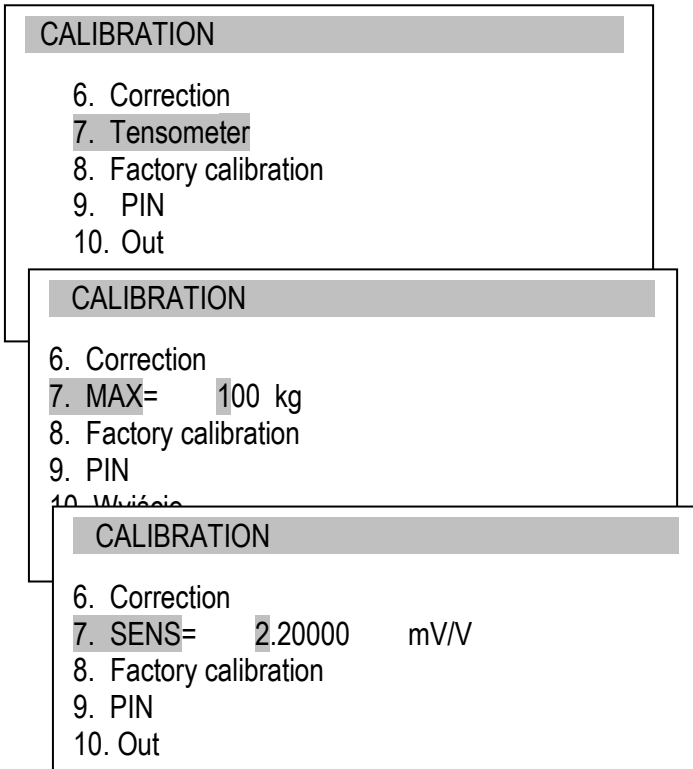 CALIBRATION
6. Correction
7. Tensometer
8. Factory calibration
9. PIN
10. Out
CALIBRATION
6. Correction
7. MAX= 100 kg
8. Factory calibration
9. PIN
10. Wyjście
CALIBRATION
6. Correction
7. SENS= 2.20000 mV/V
8. Factory calibration
9. PIN
10. Out